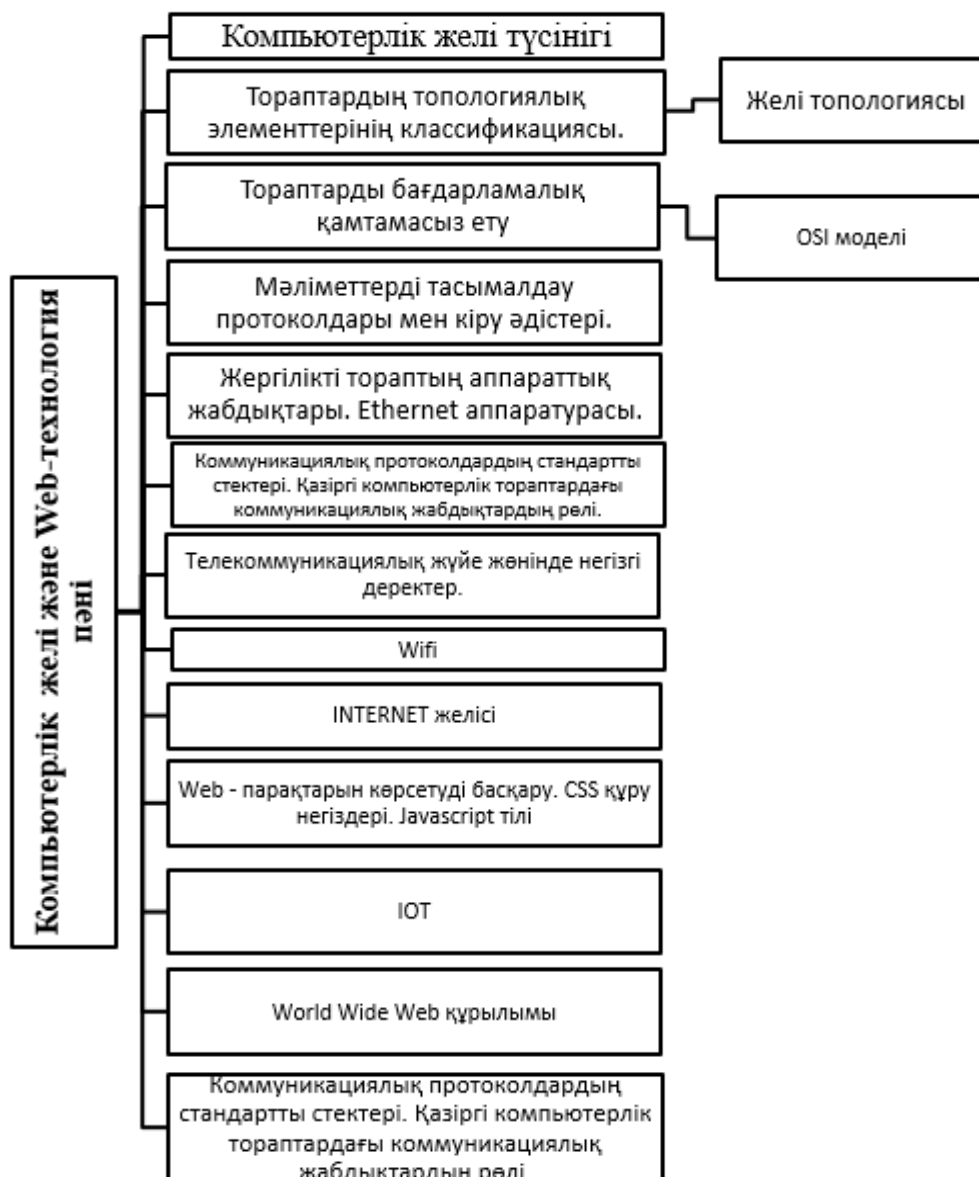 Компьютерлік желі және Web-технология
пәні
Компьютерлік желі түсінігі
Тораптардың топологиялық
элементтерінің классификациясы.
Желі топологиясы
Тораптарды бағдарламалық
қамтамасыз ету
OSI моделі
Мәліметтерді тасымалдау
протоколдары мен кіру әдістері.
Жергілікті тораптың аппараттық
жабдықтары. Ethernet аппаратурасы.
Коммуникациялық протоколдардың стандартты
стектері. Қазіргі компьютерлік тораптардағы
коммуникациялық жабдықтардың рөлі.
Телекоммуникациялық жүйе жөнінде негізгі
деректер.
Wifi
INTERNET желісі
Web - парақтарын көрсетуді басқару. CSS құру
негіздері. Javascript тілі
IOT
World Wide Web құрылымы
Коммуникациялық протоколдардың
стандартты стектері. Қазіргі компьютерлік
тораптардағы коммуникациялық
жабдықтардың рөлі